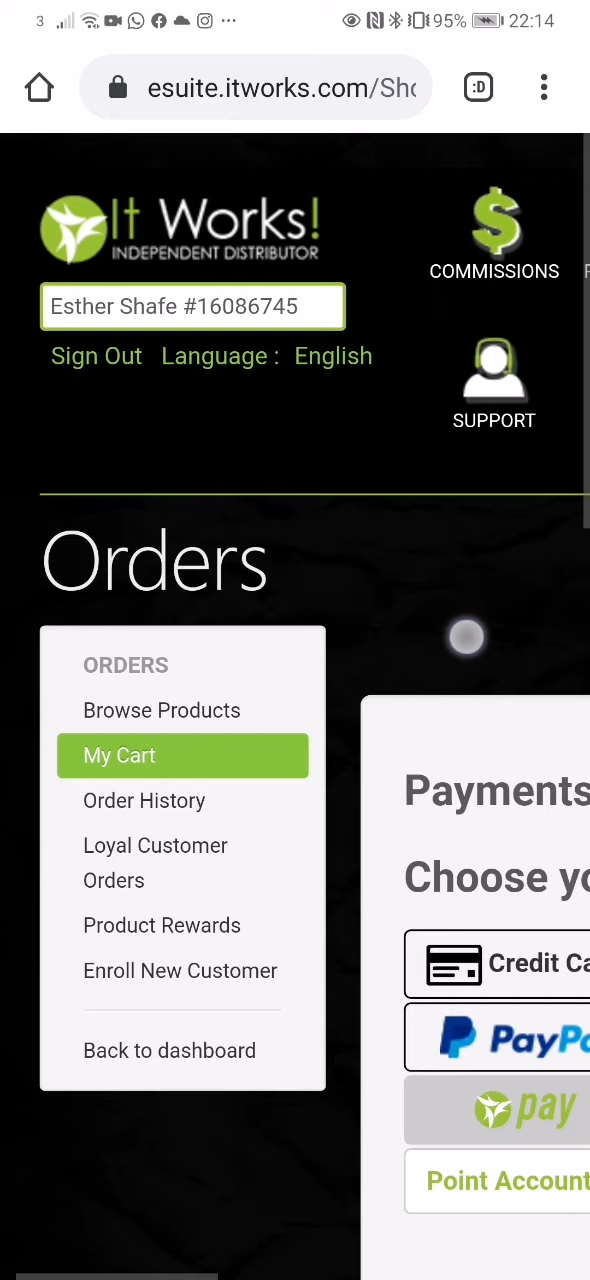 3 95% 22:14
esuite.itworks.com/Sho
:D
It Works!
INDEPENDENT DISTRIBUTOR
COMMISSIONS
Esther Shafe #16086745
Sign Out Language : English
SUPPORT
Orders
ORDERS
Browse Products
My Cart
Order History
Loyal Customer
Orders
Product Rewards
Enroll New Customer
Back to dashboard
Payments
Choose yo
Credit Ca
PayPa
pay
Point Account